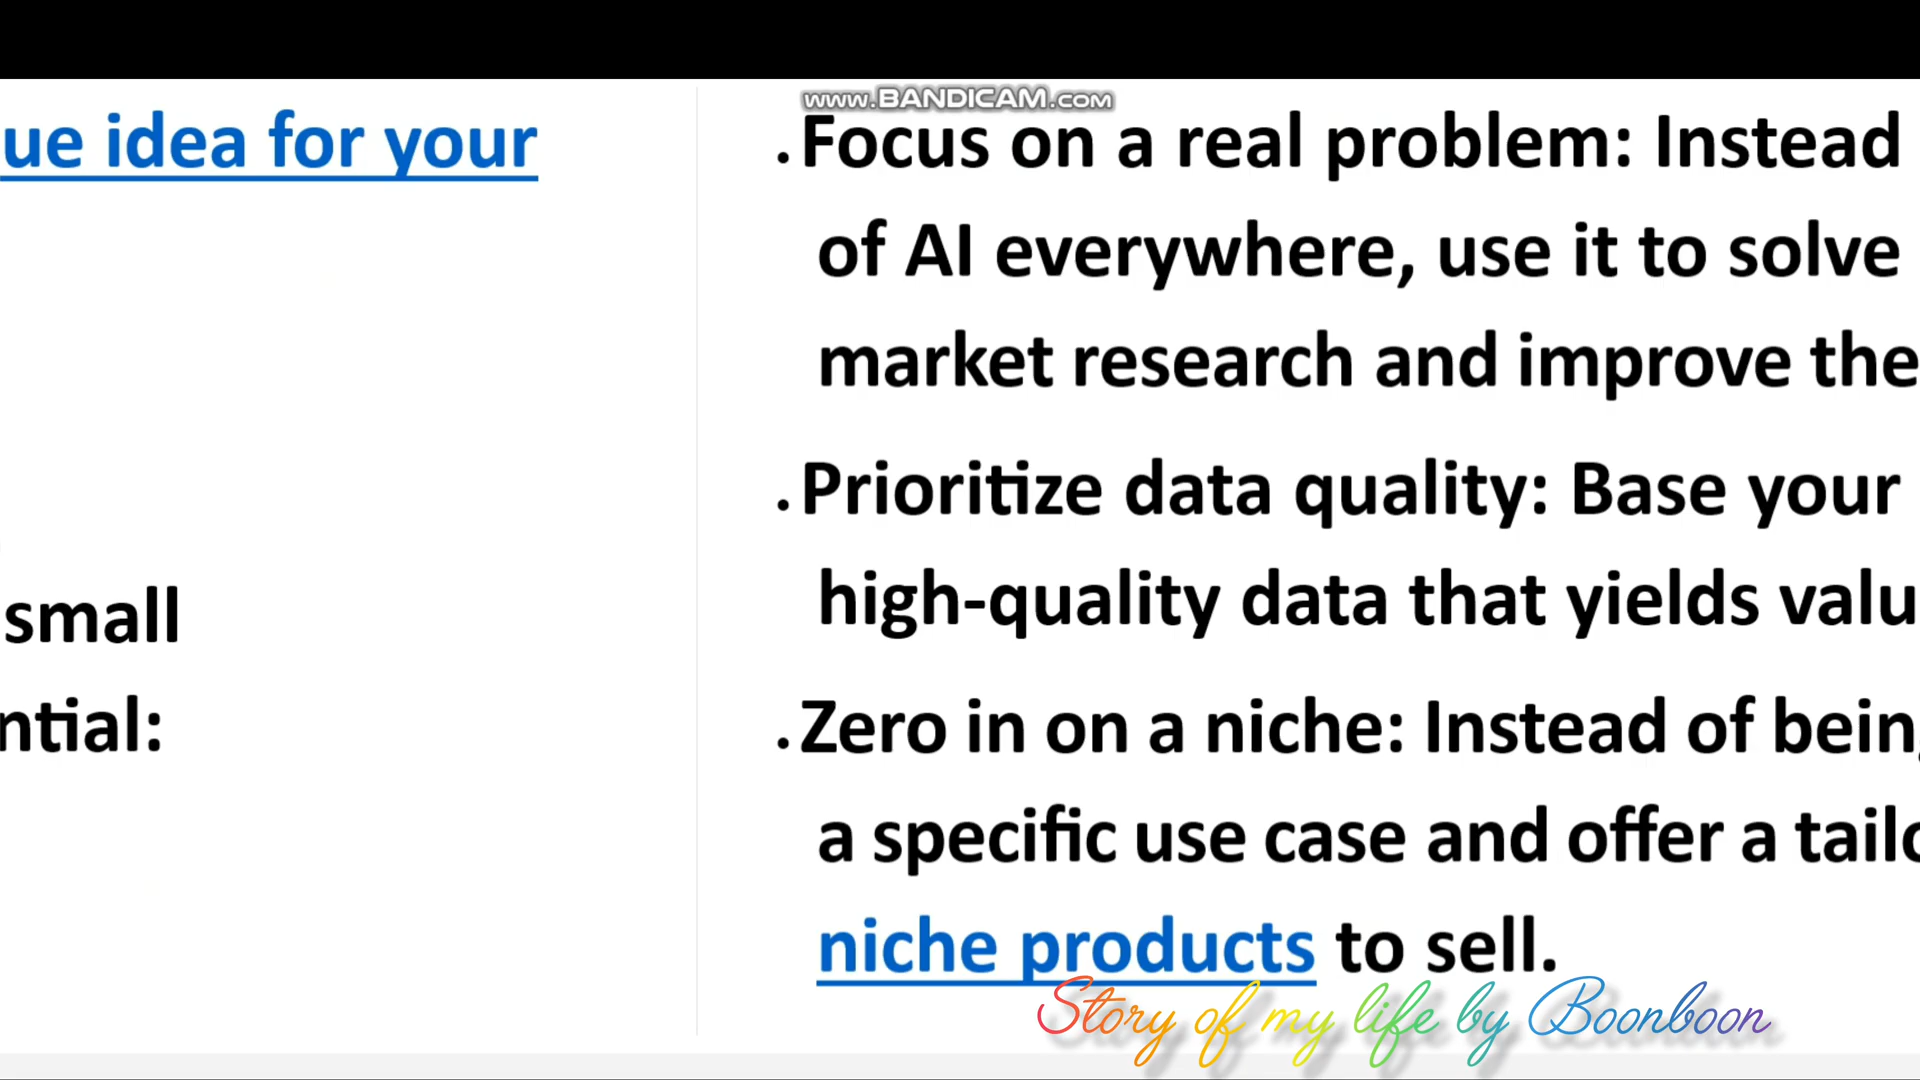 www.BANDICAM.com
ue idea for your
small
ntial:
.Focus on a real problem: Instead
of AI everywhere, use it to solve
market research and improve the
.Prioritize data quality: Base your
high-quality data that yields valu
.Zero in on a niche: Instead of bein
a specific use case and offer a tail
niche products to sell.
Story of my life by Boonboon